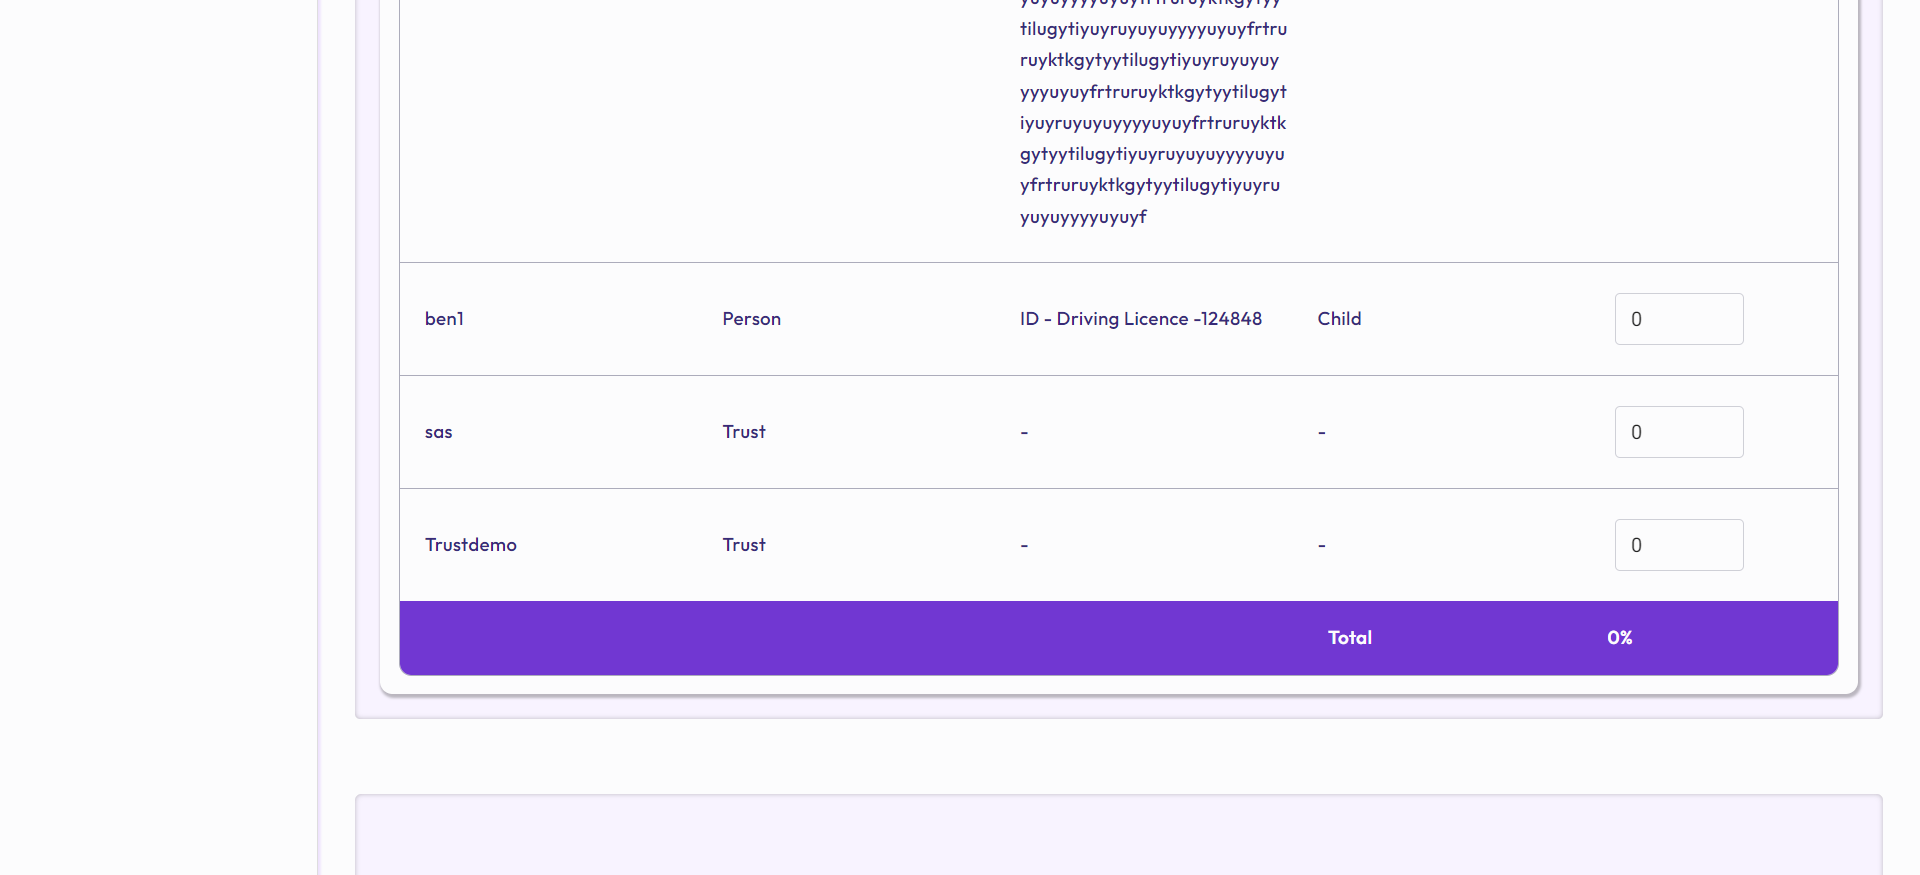 tilugytiyuyruyuyuyyyyuyuyfrtru
ruyktkgytyytilugytiyuyruyuyuy
yyyuyuyfrtruruyktkgytyytilugyt
iyuyruyuyuyyyyuyuyfrtruruyktk
gytyytilugytiyuyruyuyuyyyyuyu
yfrtruruyktkgytyytilugytiyuyru
yuyuyyyyuyuyf
ben1 Person ID - Driving Licence -124848 Child 0
sas Trust - - 0
Trustdemo Trust - - 0
Total 0%